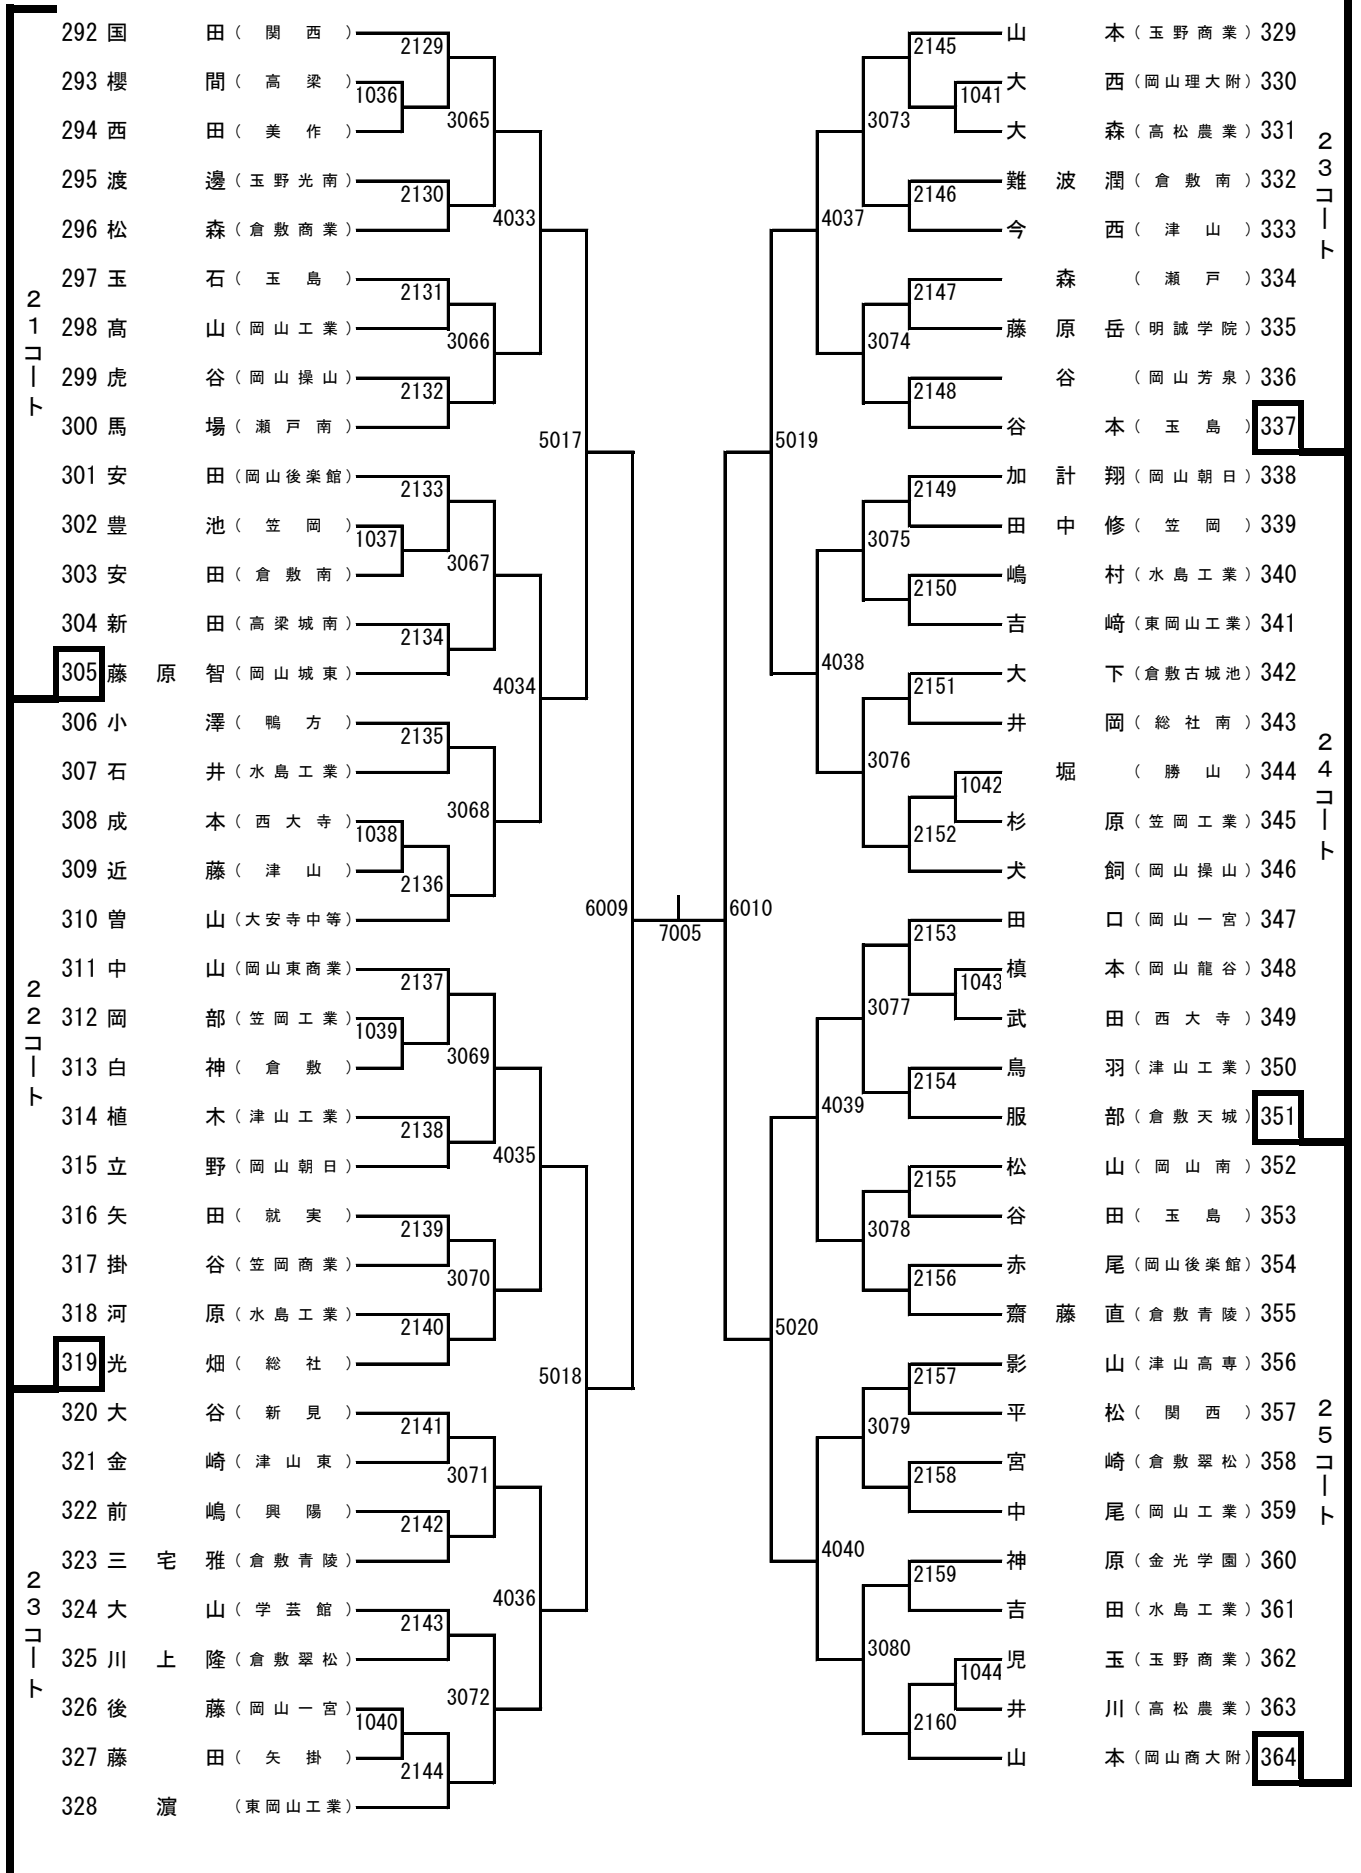 292 国田（関西）
293 櫻間（高梁）
294 西田（美作）
295 渡邊（玉野光南）
296 松森（倉敷商業）
297 玉石（玉島）
298 髙山（岡山工業）
299 虎谷（岡山操山）
300 馬場（瀬戸南）
301 安田（岡山後楽館）
302 豊池（笠岡）
303 安田（倉敷南）
304 新田（高梁城南）
305 藤原智（岡山城東）
306 小澤（鴨方）
307 石井（水島工業）
308 成本（西大寺）
309 近藤（津山）
310 曽山（大安寺中等）
311 中山（岡山東商業）
312 岡部（笠岡工業）
313 白神（倉敷）
314 植木（津山工業）
315 立野（岡山朝日）
316 矢田（就実）
317 掛谷（笠岡商業）
318 河原（水島工業）
319 光畑（総社）
320 大谷（新見）
321 金崎（津山東）
322 前嶋（興陽）
323 三宅雅（倉敷青陵）
324 大山（学芸館）
325 川上隆（倉敷翠松）
326 後藤（岡山一宮）
327 藤田（矢掛）
328 濵（東岡山工業）
21コート
22コート
23コート
1036
1037
1038
1039
1040
2129
2130
2131
2132
2133
2134
2135
2136
2137
2138
2139
2140
2141
2142
2143
2144
3065
3066
3067
3068
3069
3070
3071
3072
4033
4034
4035
4036
5017
5018
6009
7005
6010
5019
5020
4037
4038
4039
4040
3073
3074
3075
3076
3077
3078
3079
3080
2145
2146
2147
2148
2149
2150
2151
2152
2153
2154
2155
2156
2157
2158
2159
2160
1041
1042
1043
1044
山本（玉野商業）329
大西（岡山理大附）330
大森（高松農業）331
難波潤（倉敷南）332
今西（津山）333
森（瀬戸）334
藤原岳（明誠学院）335
谷（岡山芳泉）336
谷本（玉島）337
加計翔（岡山朝日）338
田中修（笠岡）339
嶋村（水島工業）340
吉﨑（東岡山工業）341
大下（倉敷古城池）342
井岡（総社南）343
堀（勝山）344
杉原（笠岡工業）345
犬飼（岡山操山）346
田口（岡山一宮）347
槙本（岡山龍谷）348
武田（西大寺）349
鳥羽（津山工業）350
服部（倉敷天城）351
松山（岡山南）352
谷田（玉島）353
赤尾（岡山後楽館）354
齋藤直（倉敷青陵）355
影山（津山高専）356
平松（関西）357
宮崎（倉敷翠松）358
中尾（岡山工業）359
神原（金光学園）360
吉田（水島工業）361
児玉（玉野商業）362
井川（高松農業）363
山本（岡山商大附）364
23コート
24コート
25コート